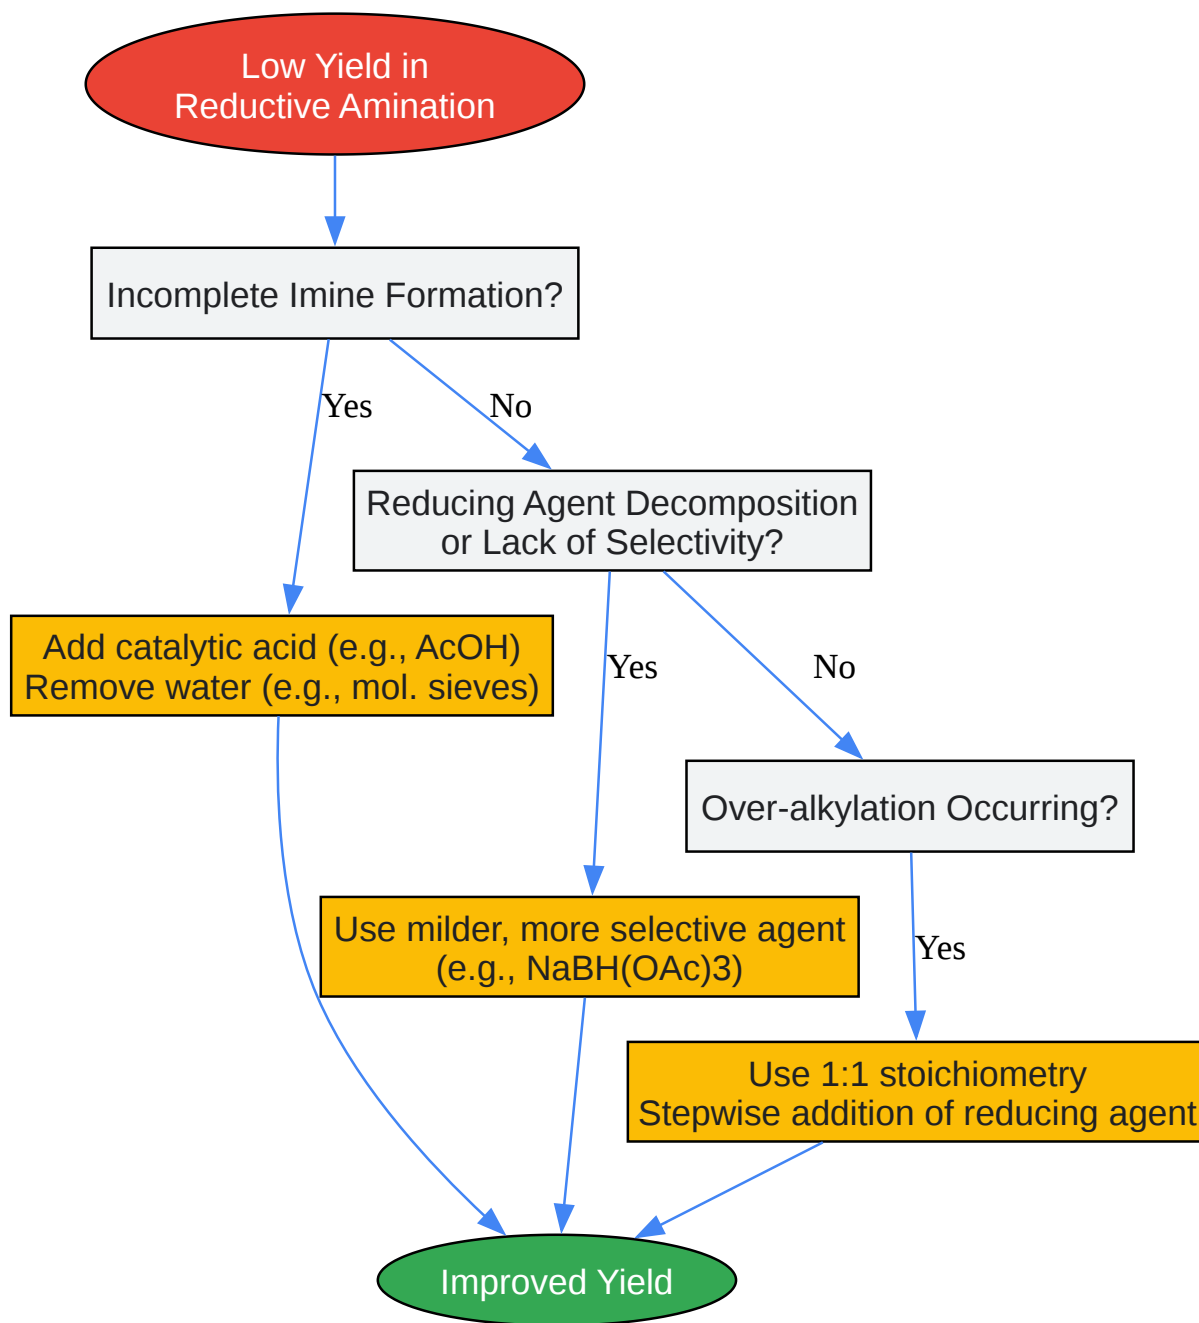 Low Yield in
Reductive Amination
Incomplete Imine Formation?
Yes
No
Reducing Agent Decomposition
or Lack of Selectivity?
Add catalytic acid (e.g., AcOH)
Remove water (e.g., mol. sieves)
Yes
No
Over-alkylation Occurring?
Use milder, more selective agent
(e.g., NaBH(OAc)3)
Yes
Use 1:1 stoichiometry
Stepwise addition of reducing agent
Improved Yield